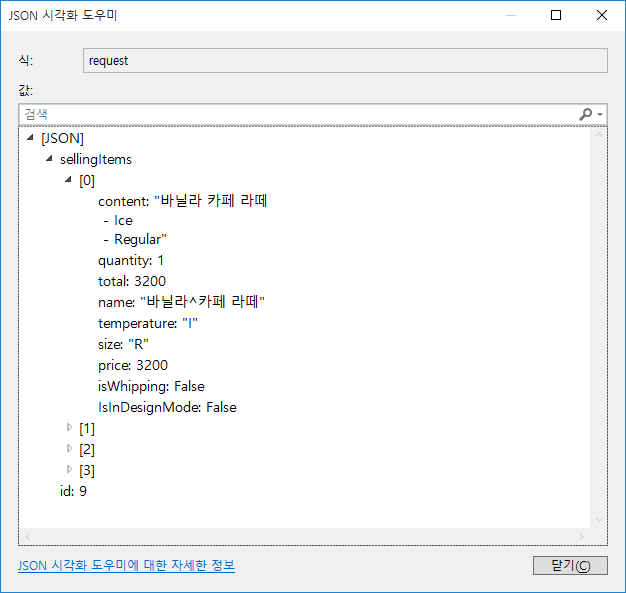 JSON 시각화 도우미
식:
request
값:
검색
[JSON]
sellingItems
[0]
content: "바닐라 카페 라떼
- Ice
- Regular"
quantity: 1
total: 3200
name: "바닐라^카페 라떼"
temperature: "I"
size: "R"
price: 3200
isWhipping: False
IsInDesignMode: False
[1]
[2]
[3]
id: 9
JSON 시각화 도우미에 대한 자세한 정보
닫기(C)